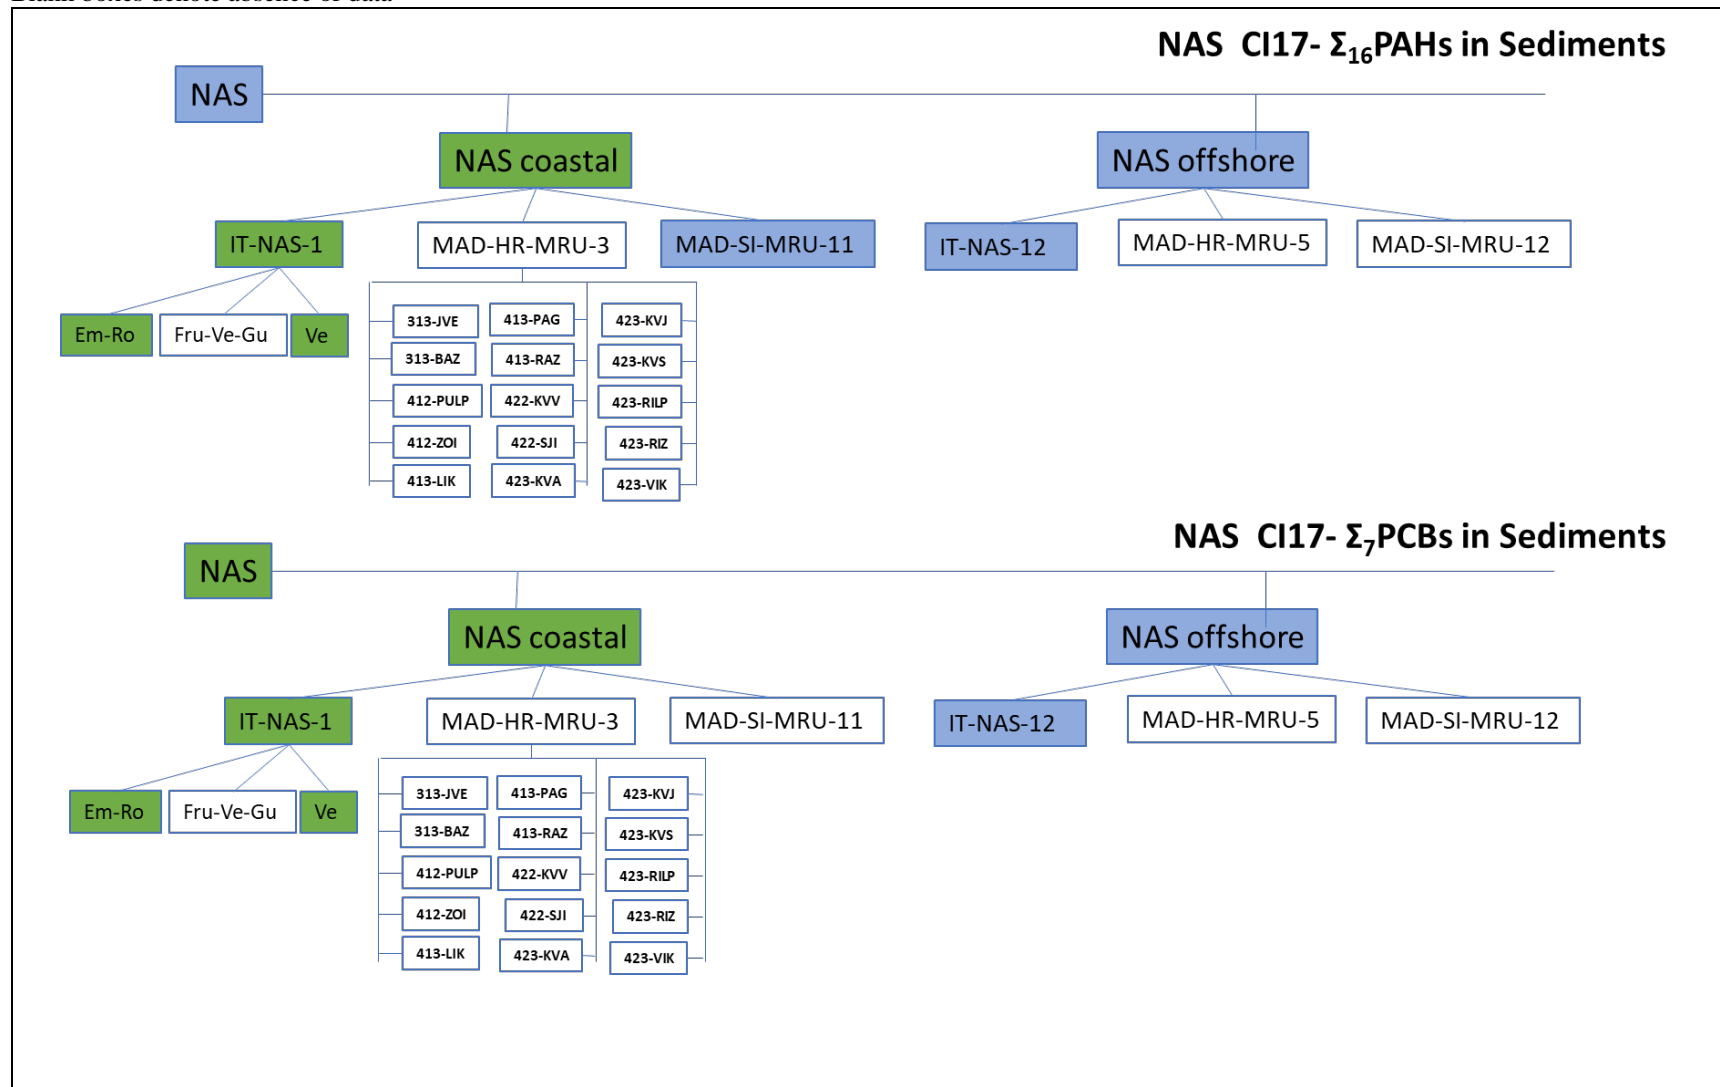 Blank boxes denote absence of data
NAS CI17- Σ16PAHs in Sediments
NAS
NAS coastal
NAS offshore
IT-NAS-1
MAD-HR-MRU-3
MAD-SI-MRU-11
IT-NAS-12
MAD-HR-MRU-5
MAD-SI-MRU-12
Em-Ro
Fru-Ve-Gu
Ve
313-JVE
413-PAG
423-KVJ
313-BAZ
413-RAZ
423-KVS
412-PULP
422-KVV
423-RILP
412-ZOI
422-SJI
423-RIZ
413-LIK
423-KVA
423-VIK
NAS CI17- Σ7PCBs in Sediments
NAS
NAS coastal
NAS offshore
IT-NAS-1
MAD-HR-MRU-3
MAD-SI-MRU-11
IT-NAS-12
MAD-HR-MRU-5
MAD-SI-MRU-12
Em-Ro
Fru-Ve-Gu
Ve
313-JVE
413-PAG
423-KVJ
313-BAZ
413-RAZ
423-KVS
412-PULP
422-KVV
423-RILP
412-ZOI
422-SJI
423-RIZ
413-LIK
423-KVA
423-VIK